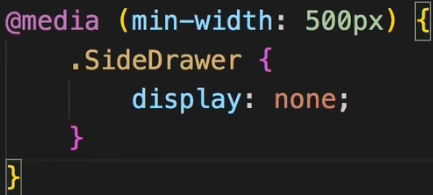 @media (min-width: 500px) {
    .SideDrawer {
        display: none;
    }
}